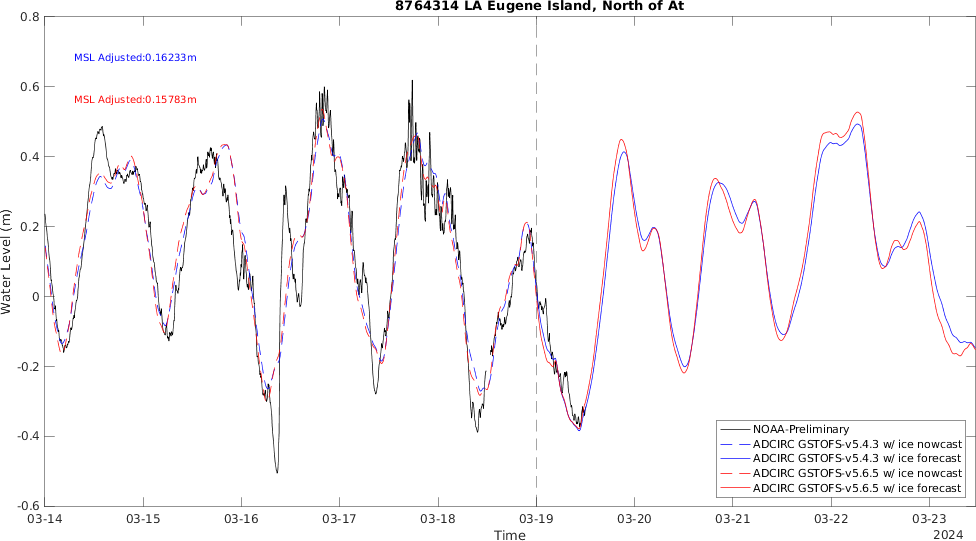 8764314 LA Eugene Island, North of At
0.8
0.6
0.4
0.2
0
-0.2
-0.4
-0.6
Water Level (m)
MSL Adjusted:0.16233m
MSL Adjusted:0.15783m
NOAA-Preliminary
ADCIRC GSTOFS-v5.4.3 w/ ice nowcast
ADCIRC GSTOFS-v5.4.3 w/ ice forecast
ADCIRC GSTOFS-v5.6.5 w/ ice nowcast
ADCIRC GSTOFS-v5.6.5 w/ ice forecast
03-14 03-15 03-16 03-17 03-18 03-19 03-20 03-21 03-22 03-23
Time
2024